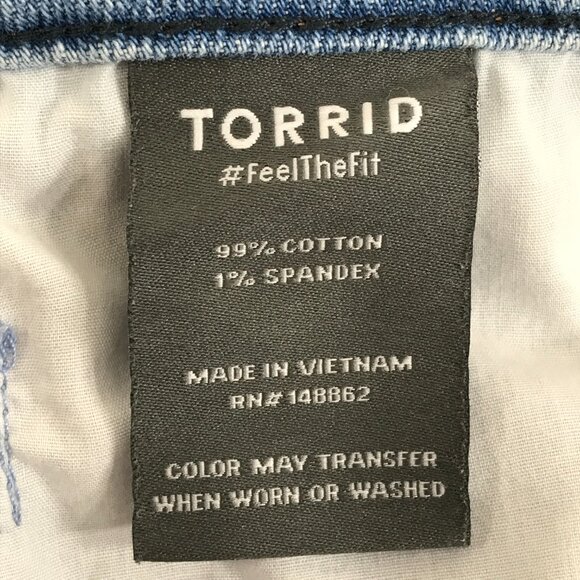 TORRID
#FeelTheFit
99% COTTON
1% SPANDEX
MADE IN VIETNAM
RN# 148862
COLOR MAY TRANSFER
WHEN WORN OR WASHED